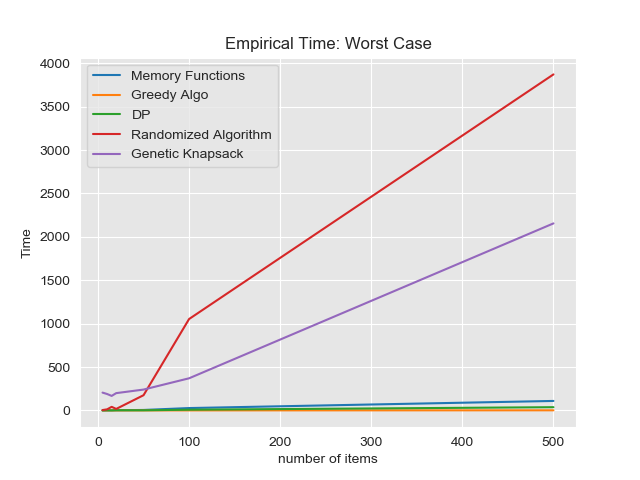 Empirical Time: Worst Case
Memory Functions
Greedy Algo
DP
Randomized Algorithm
Genetic Knapsack
Time
4000
3500
3000
2500
2000
1500
1000
500
0
0 100 200 300 400 500
number of items